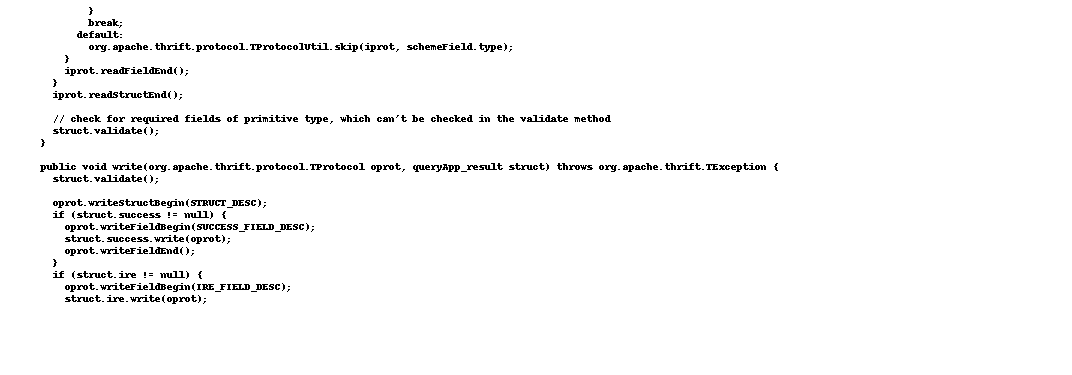 }
break;
default:
org.apache.thrift.protocol.TProtocolUtil.skip(iprot, schemeField.type);
}
iprot.readFieldEnd();
}
iprot.readStructEnd();
// check for required fields of primitive type, which can't be checked in the validate method
struct.validate();
}
public void write(org.apache.thrift.protocol.TProtocol oprot, queryApp_result struct) throws org.apache.thrift.TException {
struct.validate();
oprot.writeStructBegin(STRUCT_DESC);
if (struct.success != null) {
oprot.writeFieldBegin(SUCCESS_FIELD_DESC);
struct.success.write(oprot);
oprot.writeFieldEnd();
}
if (struct.ire != null) {
oprot.writeFieldBegin(IRE_FIELD_DESC);
struct.ire.write(oprot);